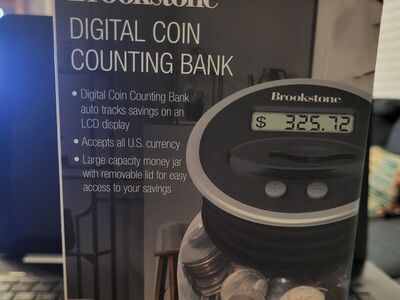 Brookstone
DIGITAL COIN
COUNTING BANK
• Digital Coin Counting Bank
auto tracks savings on an
LCD display
• Accepts all U.S. currency
• Large capacity money jar
with removable lid for easy
access to your savings
Brookstone
$ 325.72
- +